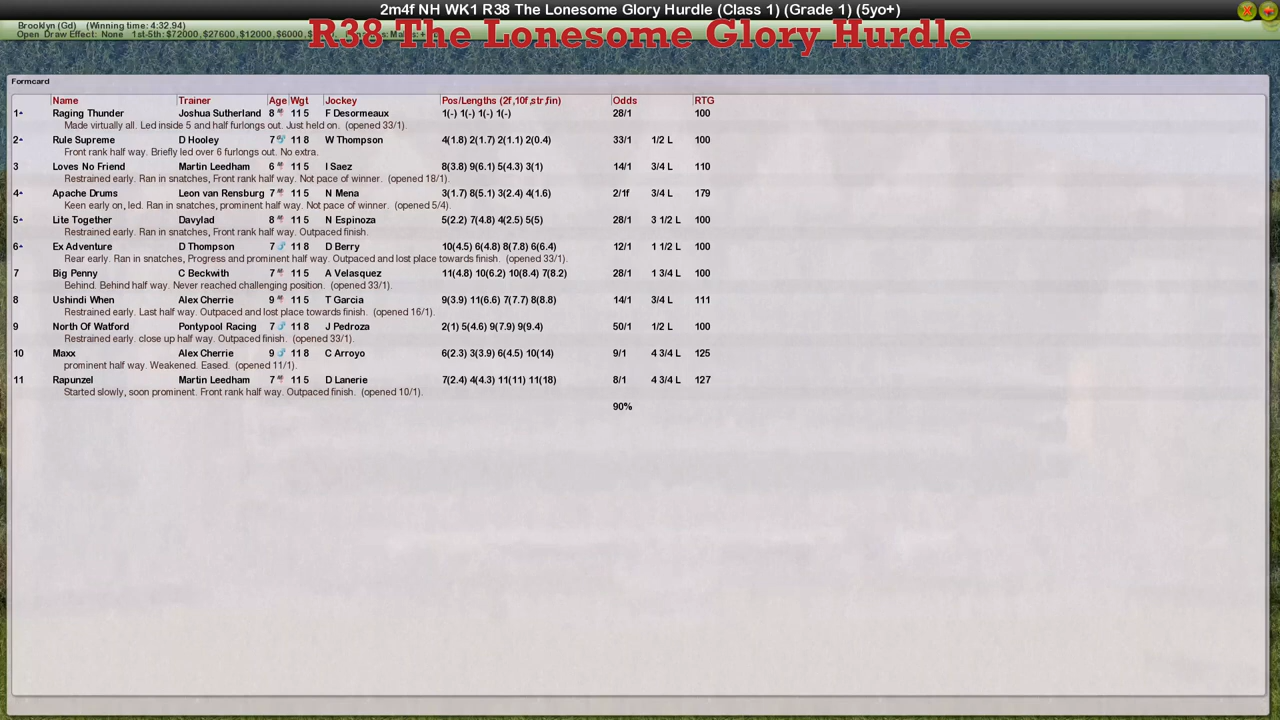 2m4f NH WK1 R38 The Lonesome Glory Hurdle (Class 1) (Grade 1) (5yo+)
Brooklyn (Gd) (Winning time: 4:32.94)
Open Draw Effect: None 1st-5th: $72000,$27600,$12000,$6000,
R38 The Lonesome Glory Hurdle
Formcard
Name Trainer Age Wgt Jockey Pos/Lengths (2f,10f,str,fin) Odds RTG
1 Raging Thunder Joshua Sutherland 8 11 5 F Desormeaux 1(-) 1(-) 1(-) 1(-) 28/1 100
Made virtually all. Led inside 5 and half furlongs out. Just held on. (opened 33/1).
2 Rule Supreme D Hooley 7 11 8 W Thompson 4(1.8) 2(1.7) 2(1.1) 2(0.4) 33/1 1/2 L 100
Front rank half way. Briefly led over 6 furlongs out. No extra.
3 Loves No Friend Martin Leedham 6 11 5 I Saez 8(3.8) 9(6.1) 5(4.3) 3(1) 14/1 3/4 L 110
Restrained early. Ran in snatches, Front rank half way. Not pace of winner. (opened 18/1).
4 Apache Drums Leon van Rensburg 7 11 5 N Mena 3(1.7) 8(5.1) 3(2.4) 4(1.6) 2/1f 3/4 L 179
Keen early on, led. Ran in snatches, prominent half way. Not pace of winner. (opened 5/4).
5 Lite Together Davylad 8 11 5 N Espinoza 5(2.2) 7(4.8) 4(2.5) 5(5) 28/1 3 1/2 L 100
Restrained early. Ran in snatches, Front rank half way. Outpaced finish.
6 Ex Adventure D Thompson 7 11 8 D Berry 10(4.5) 6(4.8) 8(7.8) 6(6.4) 12/1 1 1/2 L 100
Rear early. Ran in snatches, Progress and prominent half way. Outpaced and lost place towards finish. (opened 33/1).
7 Big Penny C Beckwith 7 11 5 A Velasquez 11(4.8) 10(6.2) 10(8.4) 7(8.2) 28/1 1 3/4 L 100
Behind. Behind half way. Never reached challenging position. (opened 33/1).
8 Ushindi When Alex Cherrie 9 11 5 T Garcia 9(3.9) 11(6.6) 7(7.7) 8(8.8) 14/1 3/4 L 111
Restrained early. Last half way. Outpaced and lost place towards finish. (opened 16/1).
9 North Of Watford Pontypool Racing 7 11 8 J Pedroza 2(1) 5(4.6) 9(7.9) 9(9.4) 50/1 1/2 L 100
Restrained early. close up half way. Outpaced finish. (opened 33/1).
10 Maxx Alex Cherrie 9 11 8 C Arroyo 6(2.3) 3(3.9) 6(4.5) 10(14) 9/1 4 3/4 L 125
prominent half way. Weakened. Eased. (opened 11/1).
11 Rapunzel Martin Leedham 7 11 5 D Lanerie 7(2.4) 4(4.3) 11(11) 11(18) 8/1 4 3/4 L 127
Started slowly, soon prominent. Front rank half way. Outpaced finish. (opened 10/1).
90%